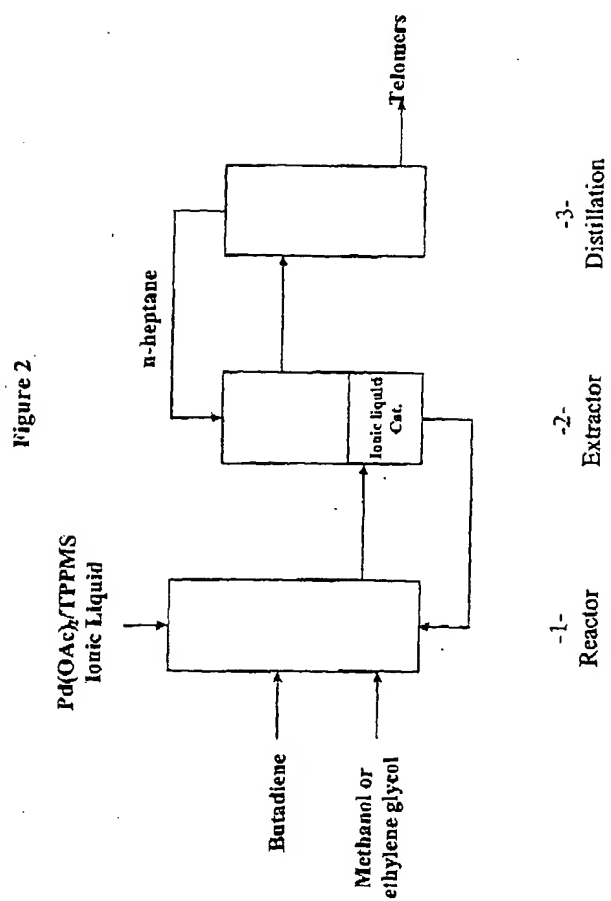 Figure 2
Pd(OAc)₂/TPPMS
Ionic Liquid
n-heptane
Butadiene
Methanol or
ethylene glycol
Ionic liquid
Cat.
Telomers
-1-
Reactor
-2-
Extractor
-3-
Distillation